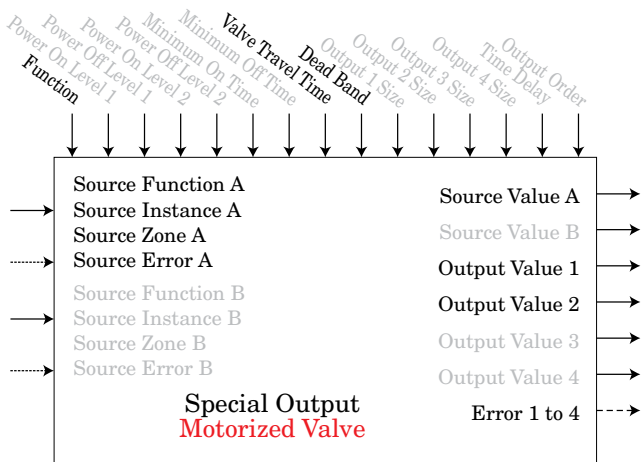 Function
Power On Level 1
Power Off Level 1
Power On Level 2
Power Off Level 2
Minimum On Time
Minimum Off Time
Valve Travel Time
Dead Band
Output 1 Size
Output 2 Size
Output 3 Size
Output 4 Size
Time Delay
Output Order
Source Function A
Source Instance A
Source Zone A
Source Error A
Source Function B
Source Instance B
Source Zone B
Source Error B
Source Value A
Source Value B
Output Value 1
Output Value 2
Output Value 3
Output Value 4
Error 1 to 4
Special Output
Motorized Valve